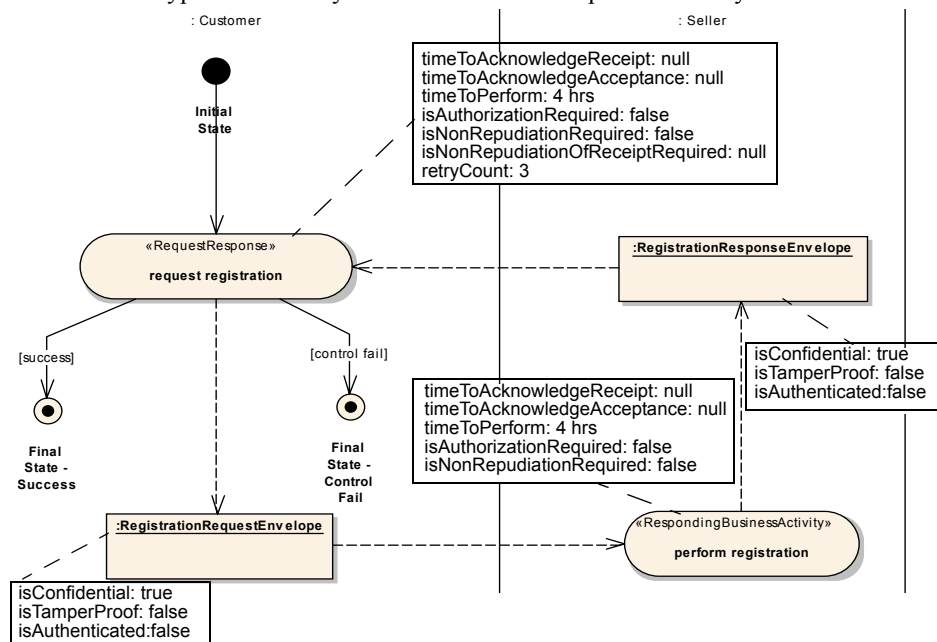 : Customer
: Seller
timeToAcknowledgeReceipt: null
timeToAcknowledgeAcceptance: null
timeToPerform: 4 hrs
isAuthorizationRequired: false
isNonRepudiationRequired: false
isNonRepudiationOfReceiptRequired: null
retryCount: 3
Initial
State
«RequestResponse»
request registration
:RegistrationResponseEnvelope
[success]
[control fail]
isConfidential: true
isTamperProof: false
isAuthenticated:false
timeToAcknowledgeReceipt: null
timeToAcknowledgeAcceptance: null
timeToPerform: 4 hrs
isAuthorizationRequired: false
isNonRepudiationRequired: false
Final
State -
Success
Final
State -
Control
Fail
:RegistrationRequestEnvelope
«RespondingBusinessActivity»
perform registration
isConfidential: true
isTamperProof: false
isAuthenticated:false